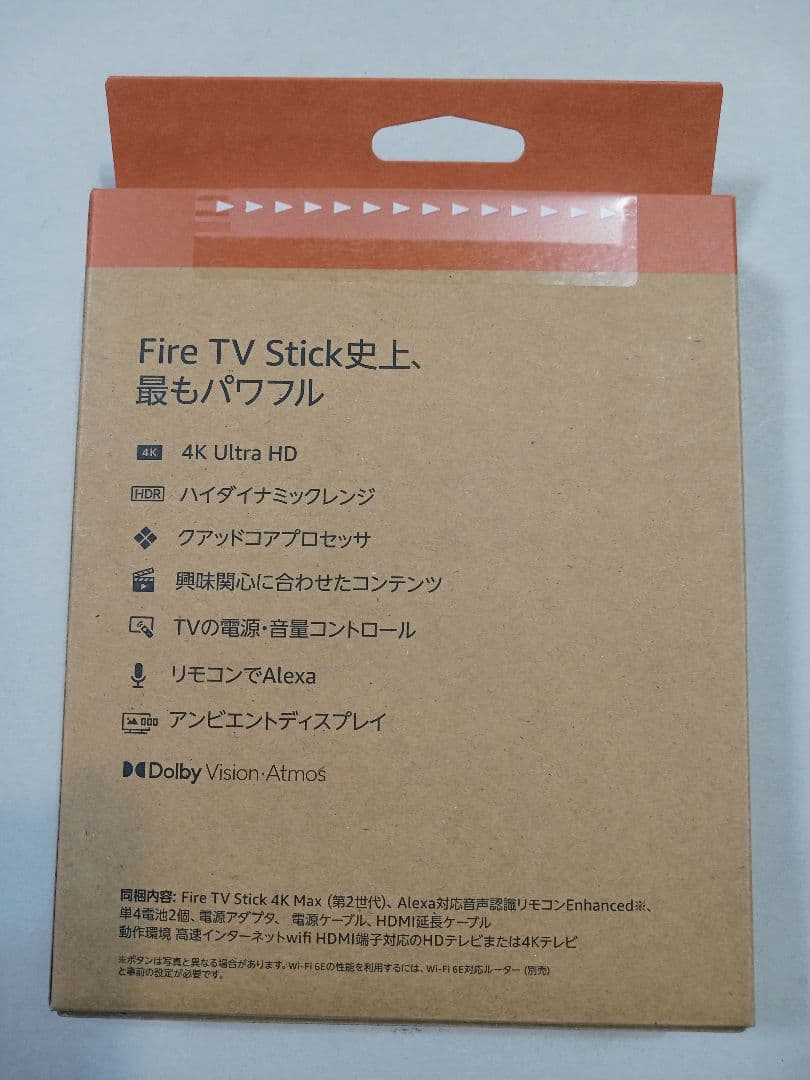 Fire TV Stick史上、
最もパワフル
4K 4K Ultra HD
HDR ハイダイナミックレンジ
クアッドコアプロセッサ
興味関心に合わせたコンテンツ
TVの電源・音量コントロール
リモコンでAlexa
アンビエントディスプレイ
Dolby Vision·Atmos
同梱内容: Fire TV Stick 4K Max (第2世代)、Alexa対応音声認識リモコンEnhanced※、
単4電池2個、電源アダプタ、 電源ケーブル、HDMI延長ケーブル
動作環境 高速インターネットwifi HDMI端子対応のHDテレビまたは4Kテレビ
※ボタンは写真と異なる場合があります。Wi-Fi 6Eの性能を利用するには、Wi-Fi 6E対応ルーター (別売)
と事前の設定が必要です。